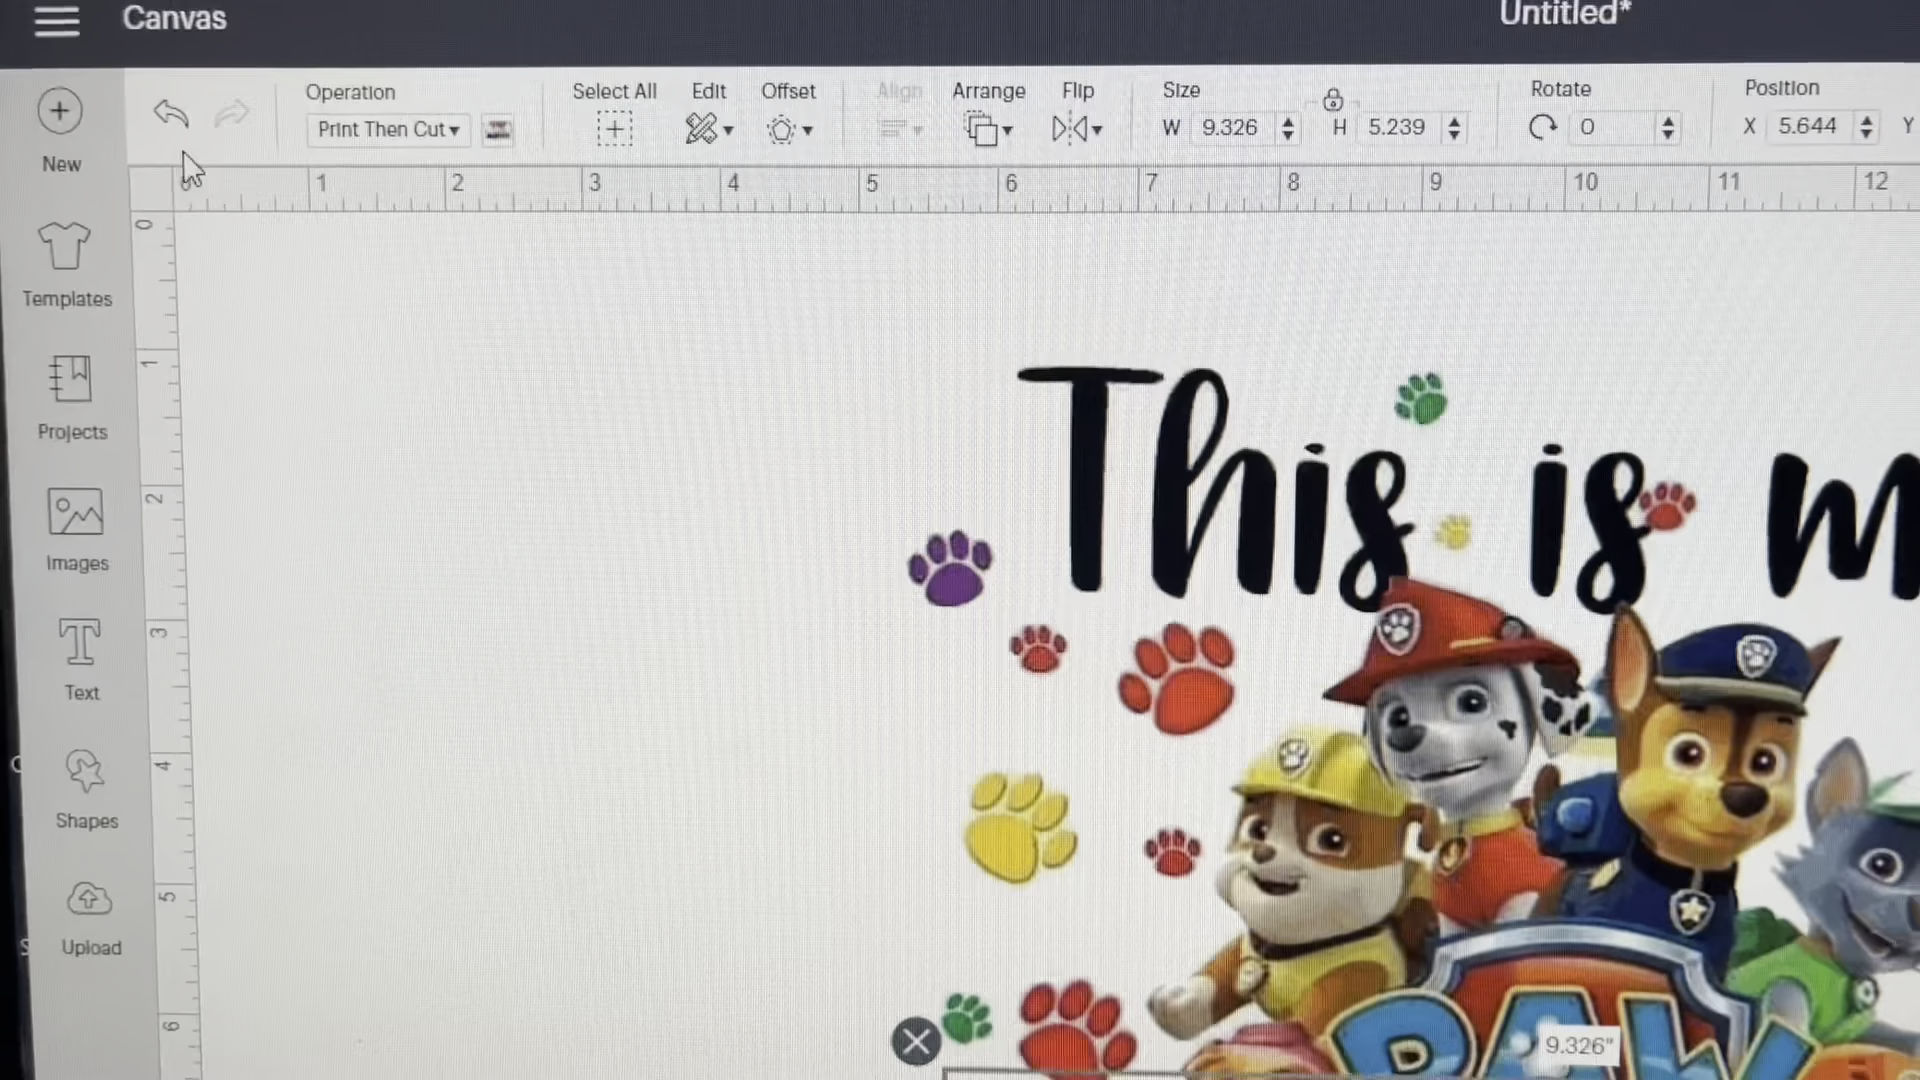 Canvas
Untitled*
New
Operation
Print Then Cut
Select All
Edit
Offset
Align
Arrange
Flip
Size
W 9.326
H 5.239
Rotate
0
Position
X 5.644
Y
0 1 2 3 4 5 6 7 8 9 10 11 12
0
1
2
3
4
5
6
Templates
Projects
Images
Text
Shapes
Upload
This is m
PAW
9.326"